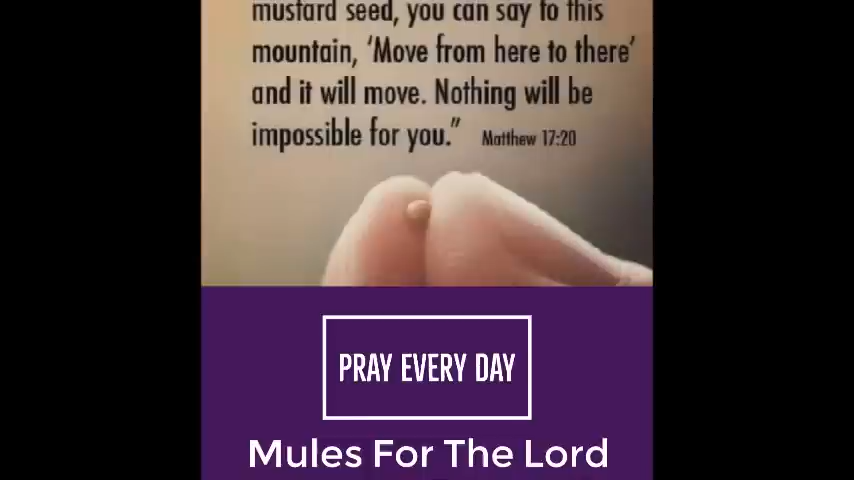 mustard seed, you can say to this
mountain, ‘Move from here to there’
and it will move. Nothing will be
impossible for you.” Matthew 17:20
PRAY EVERY DAY
Mules For The Lord